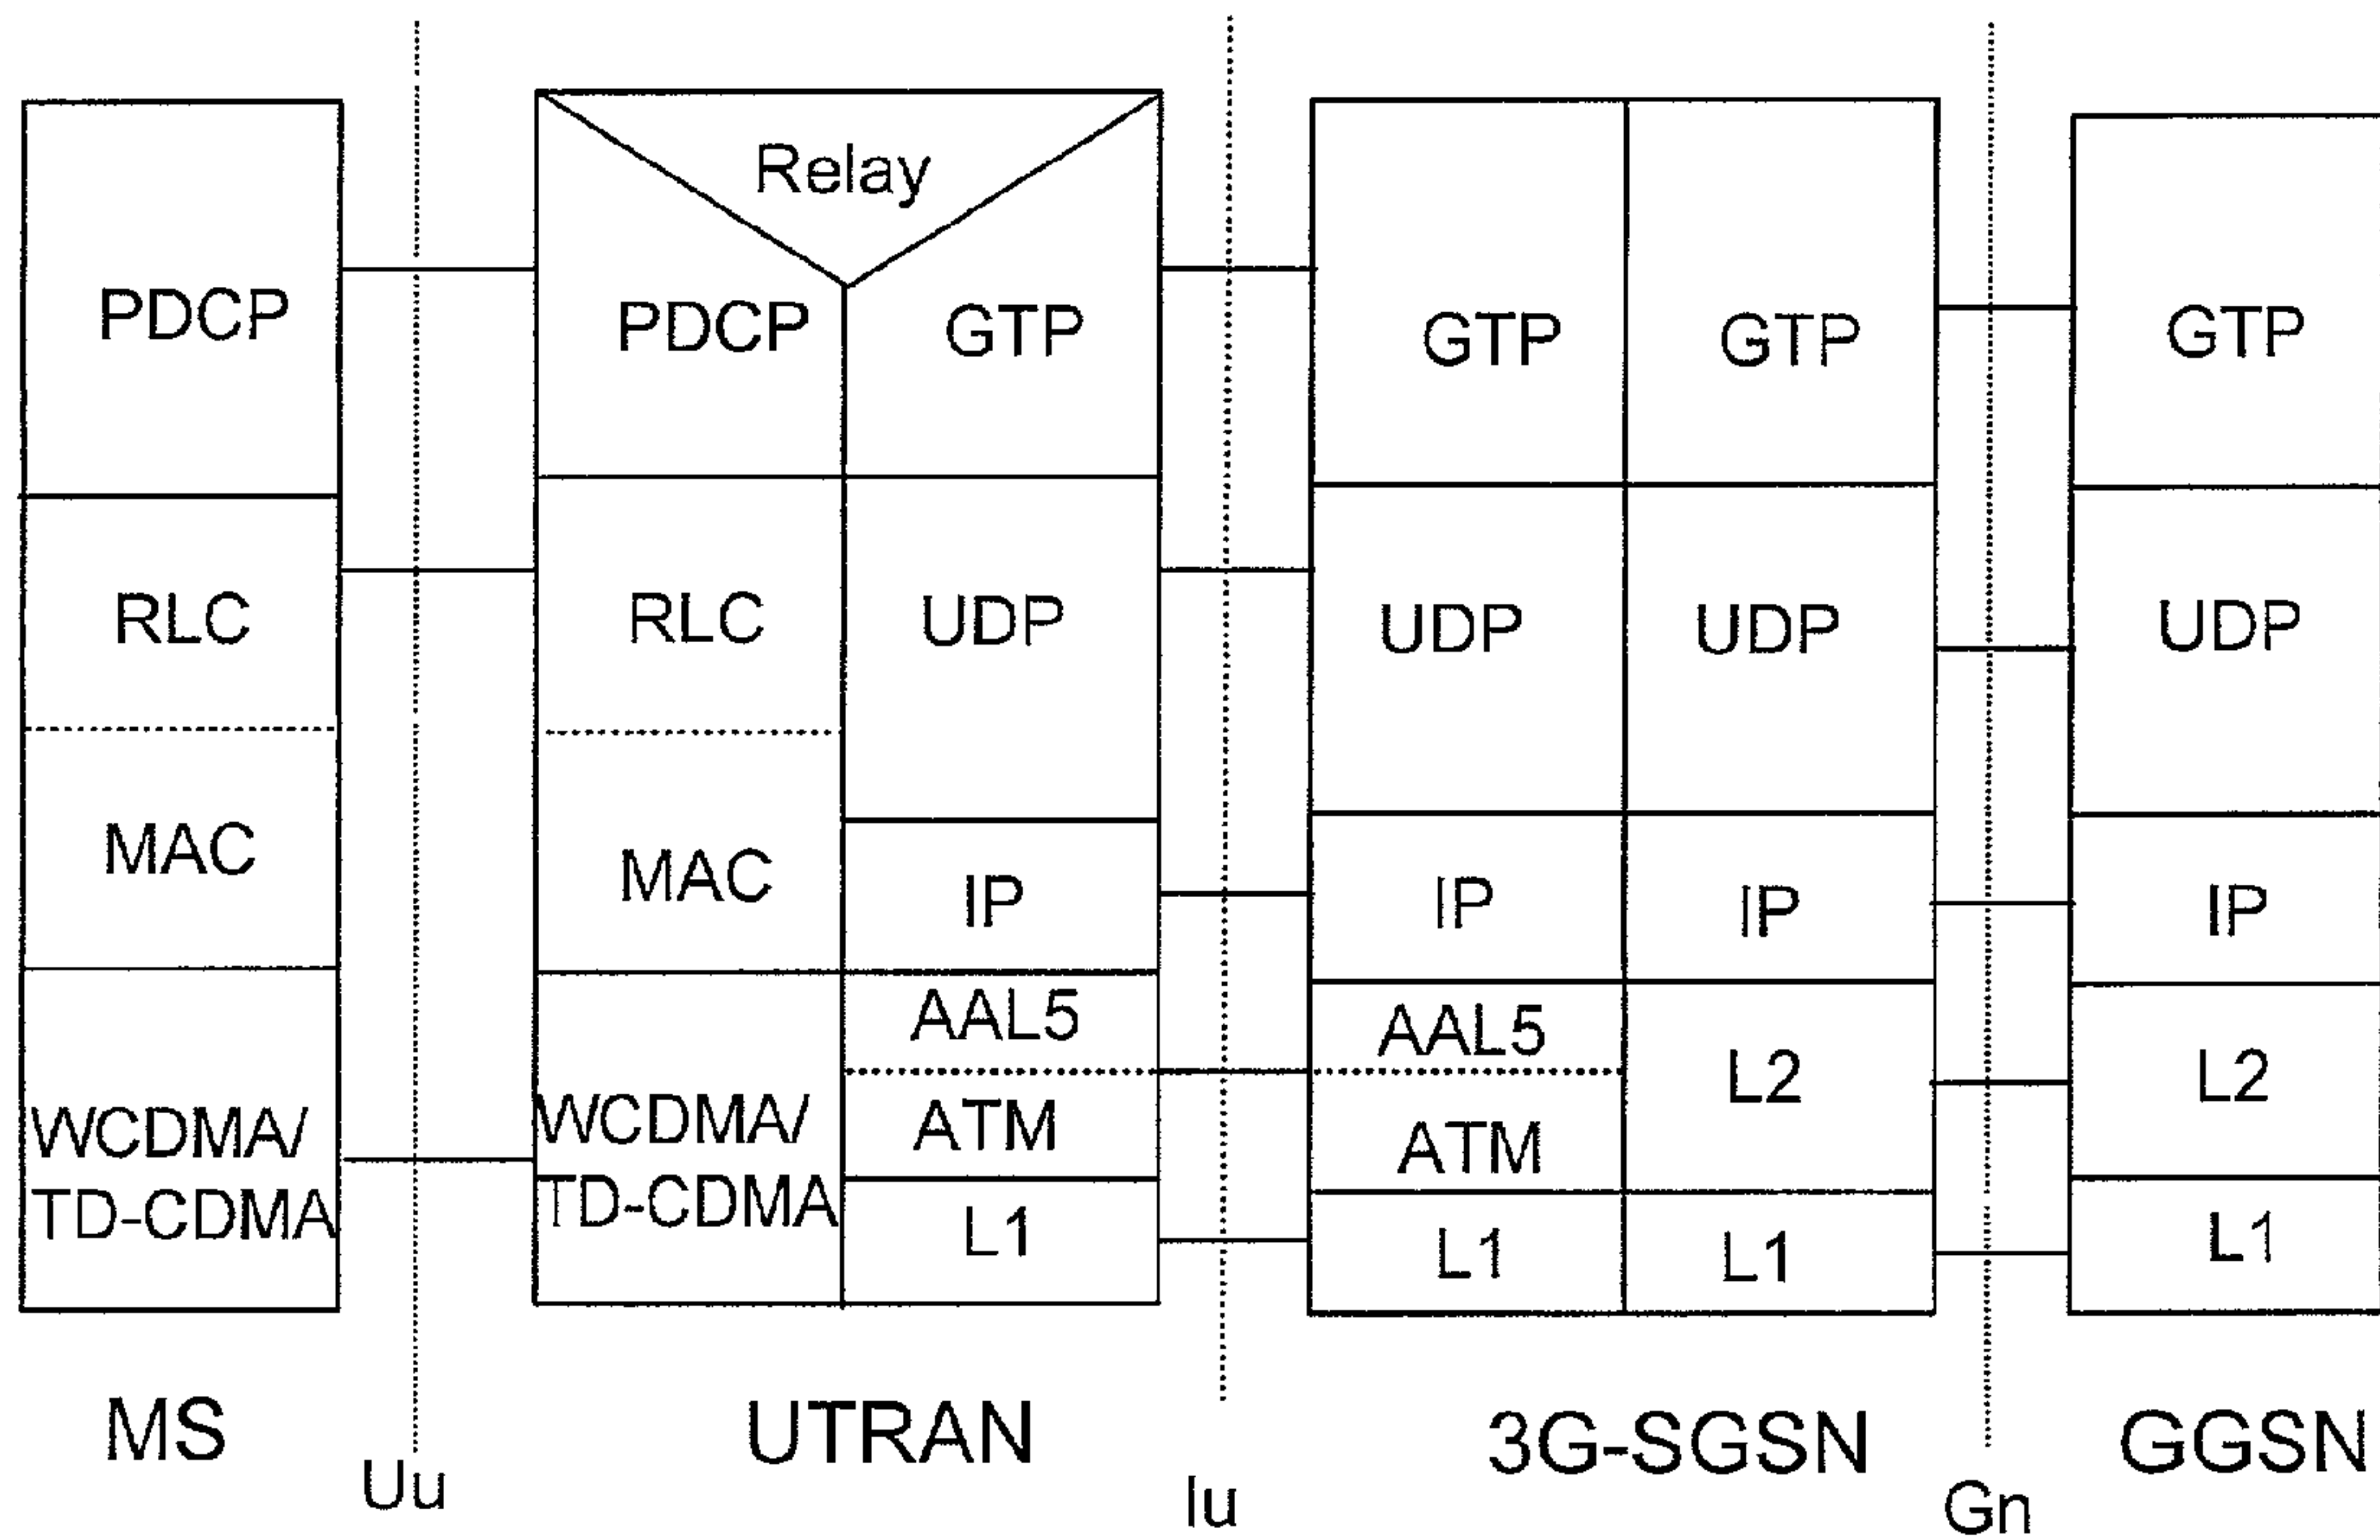 Relay
PDCP
PDCP
GTP
GTP
GTP
GTP
RLC
RLC
UDP
UDP
UDP
UDP
MAC
MAC
IP
IP
IP
IP
AAL5
AAL5
L2
L2
WCDMA/
TD-CDMA
WCDMA/
TD-CDMA
ATM
ATM
L1
L1
L1
L1
MS
UTRAN
3G-SGSN
GGSN
Uu
Iu
Gn